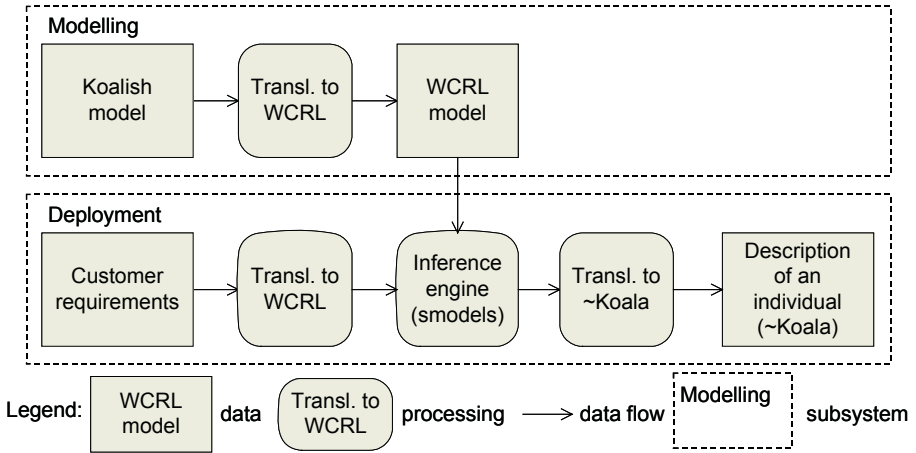 Modelling
Koalish
model
Transl. to
WCRL
WCRL
model
Deployment
Customer
requirements
Transl. to
WCRL
Inference
engine
(smodels)
Transl. to
~Koala
Description
of an
individual
(~Koala)
Legend:
WCRL
model
data
Transl. to
WCRL
processing
data flow
Modelling
subsystem